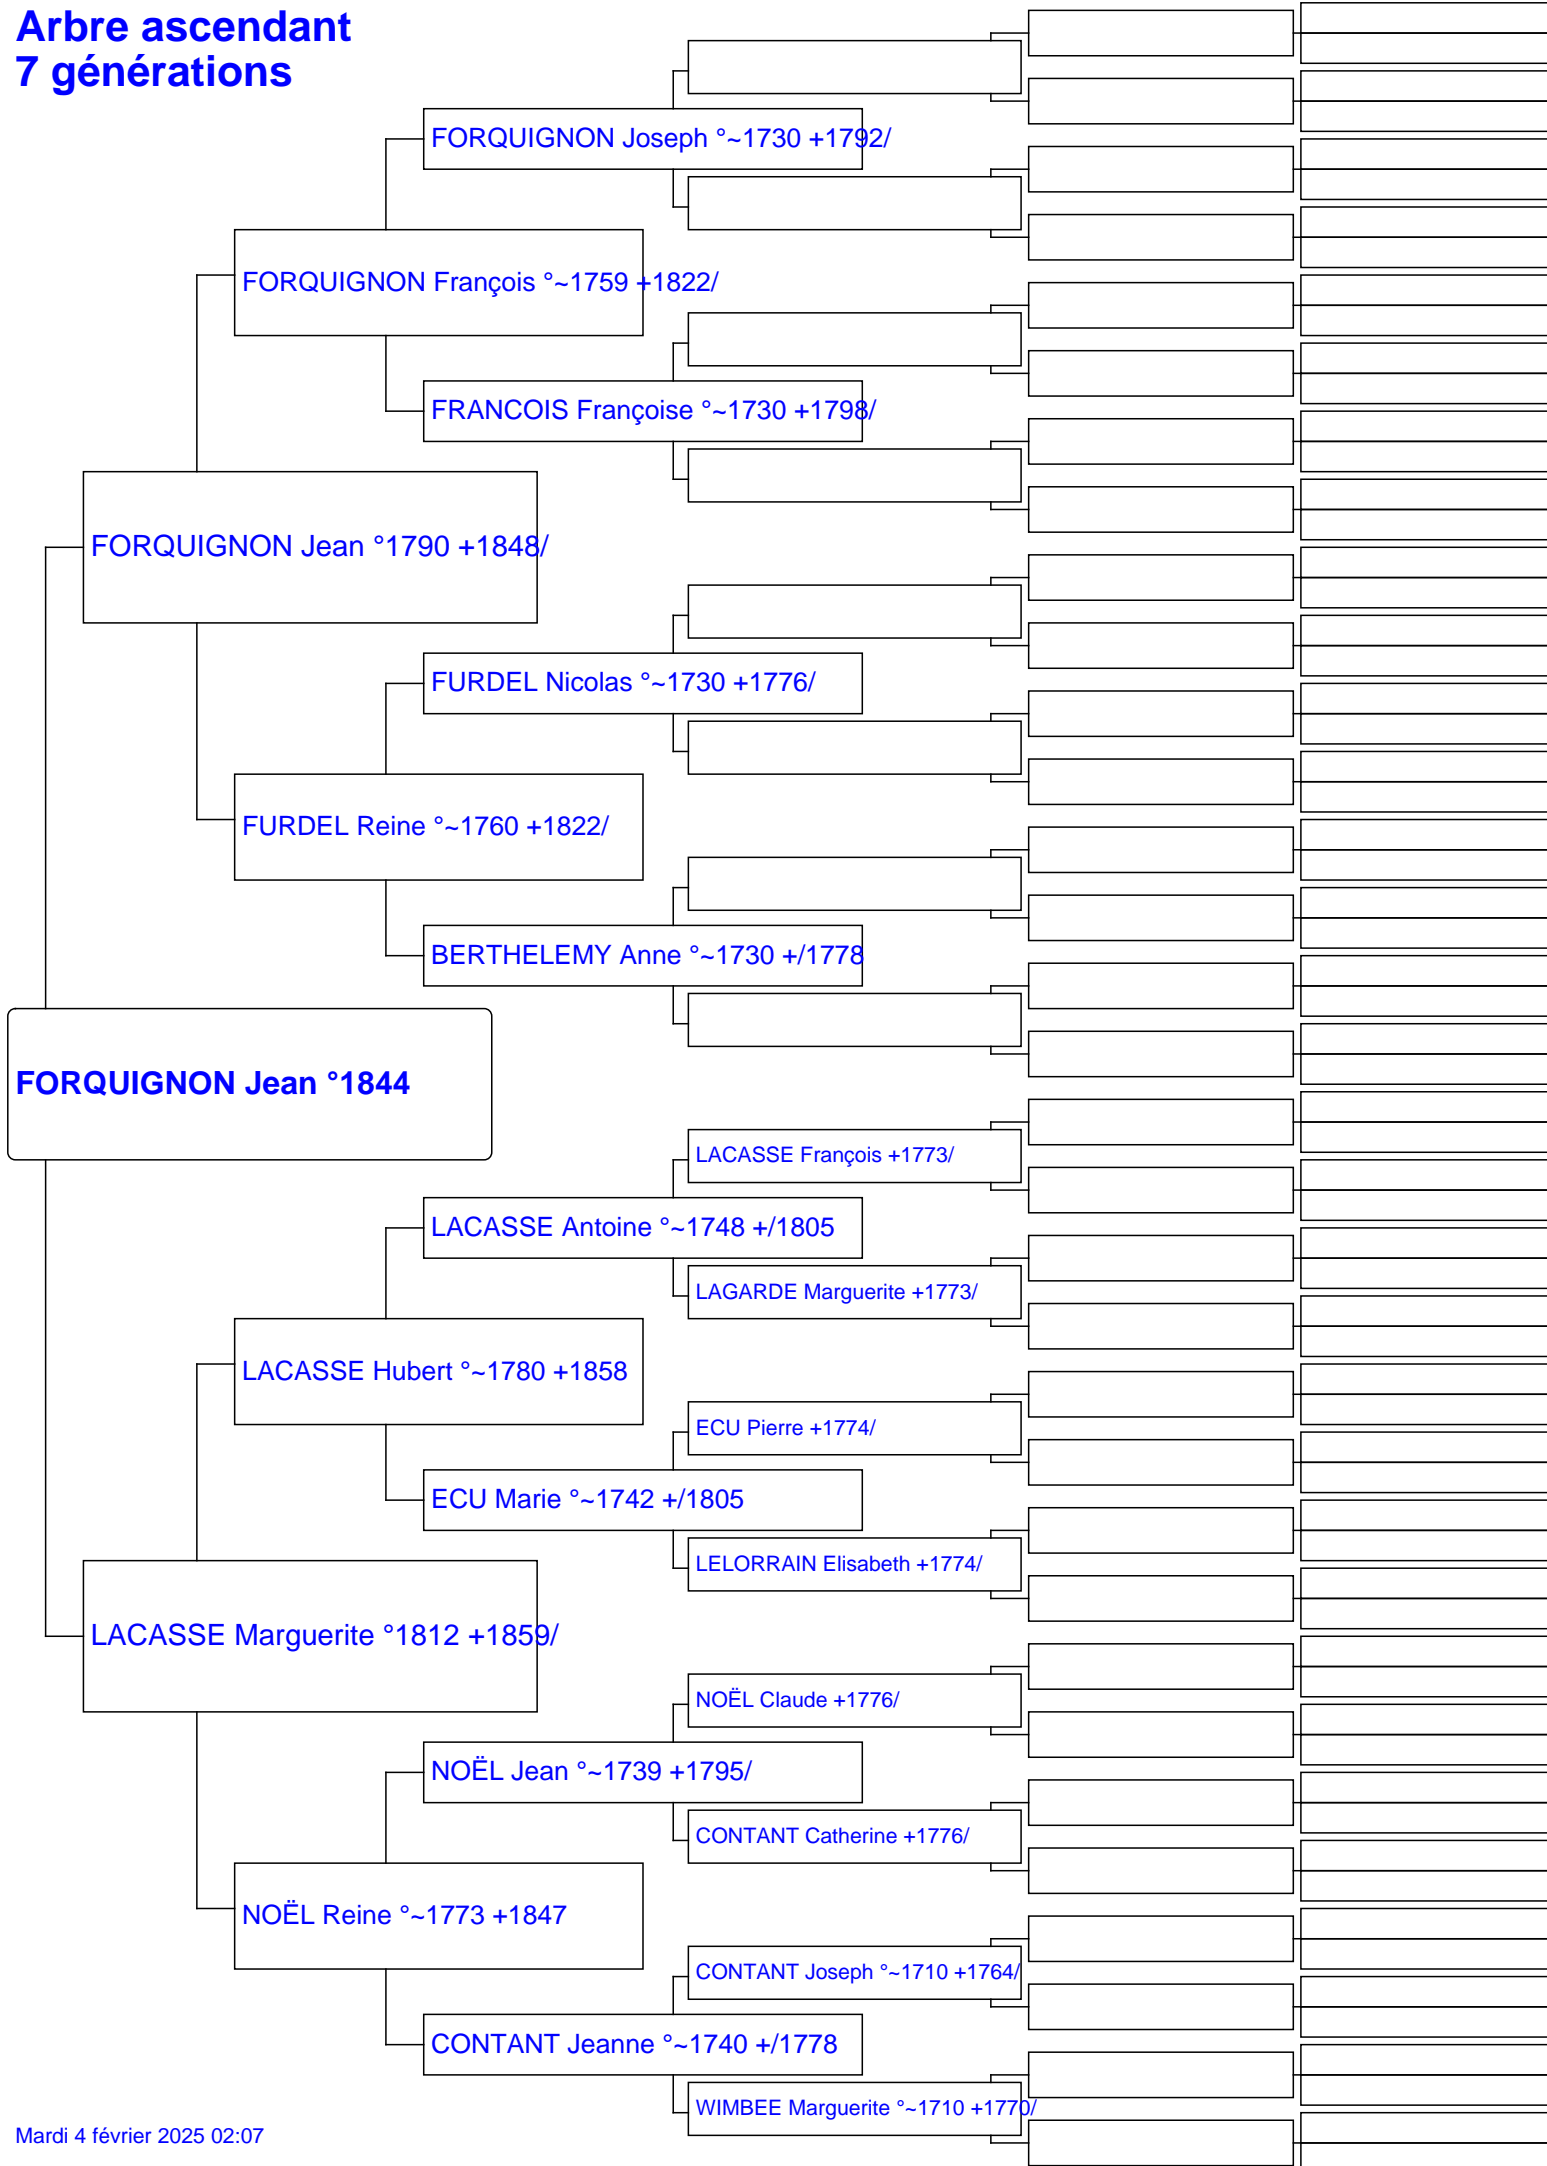 Arbre ascendant
7 générations
FORQUIGNON Joseph °~1730 +1792/
FORQUIGNON François °~1759 +1822/
FRANCOIS Françoise °~1730 +1798/
FORQUIGNON Jean °1790 +1848/
FURDEL Nicolas °~1730 +1776/
FURDEL Reine °~1760 +1822/
BERTHELEMY Anne °~1730 +/1778
FORQUIGNON Jean °1844
LACASSE François +1773/
LACASSE Antoine °~1748 +/1805
LAGARDE Marguerite +1773/
LACASSE Hubert °~1780 +1858
ECU Pierre +1774/
ECU Marie °~1742 +/1805
LELORRAIN Elisabeth +1774/
LACASSE Marguerite °1812 +1859/
NOËL Claude +1776/
NOËL Jean °~1739 +1795/
CONTANT Catherine +1776/
NOËL Reine °~1773 +1847
CONTANT Joseph °~1710 +1764/
CONTANT Jeanne °~1740 +/1778
WIMBEE Marguerite °~1710 +1770/
Mardi 4 février 2025 02:07